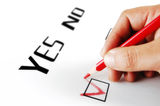 YES NO